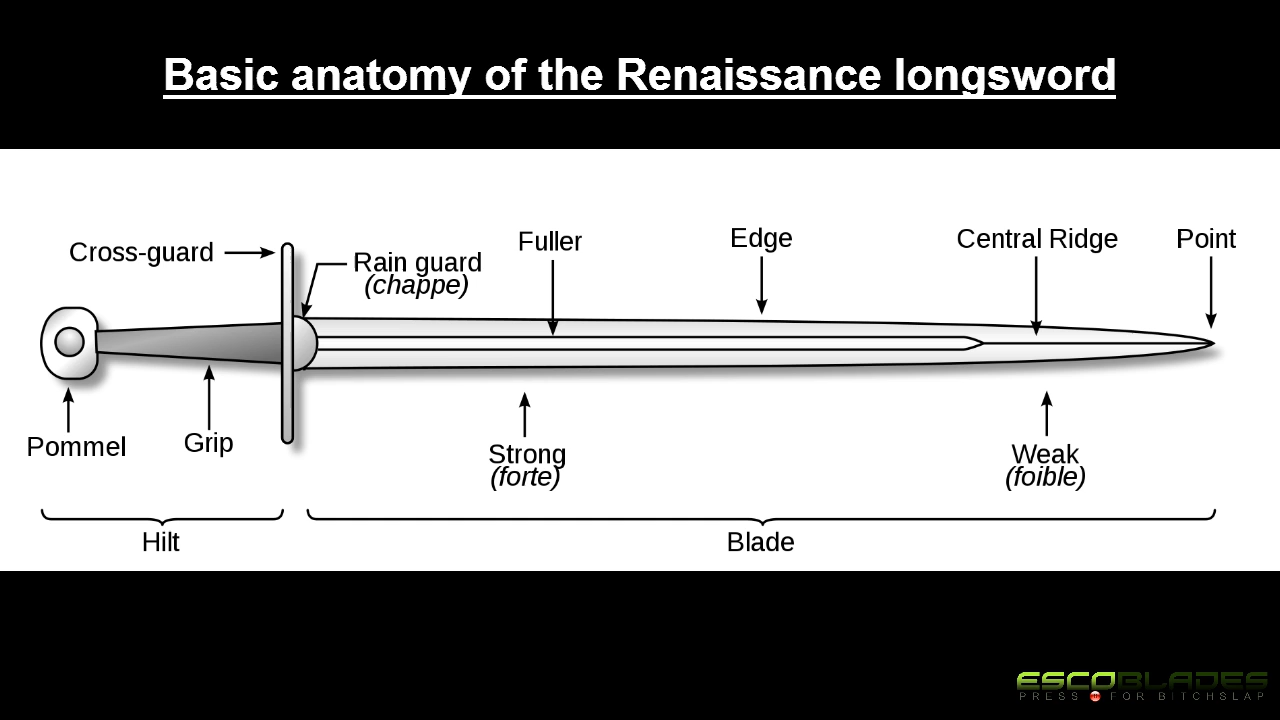 Basic anatomy of the Renaissance longsword
Cross-guard
Rain guard
(chappe)
Fuller
Edge
Central Ridge
Point
Pommel
Grip
Strong
(forte)
Weak
(foible)
Hilt
Blade
ESCOBLADES
PRESS FOR BITCHSLAP